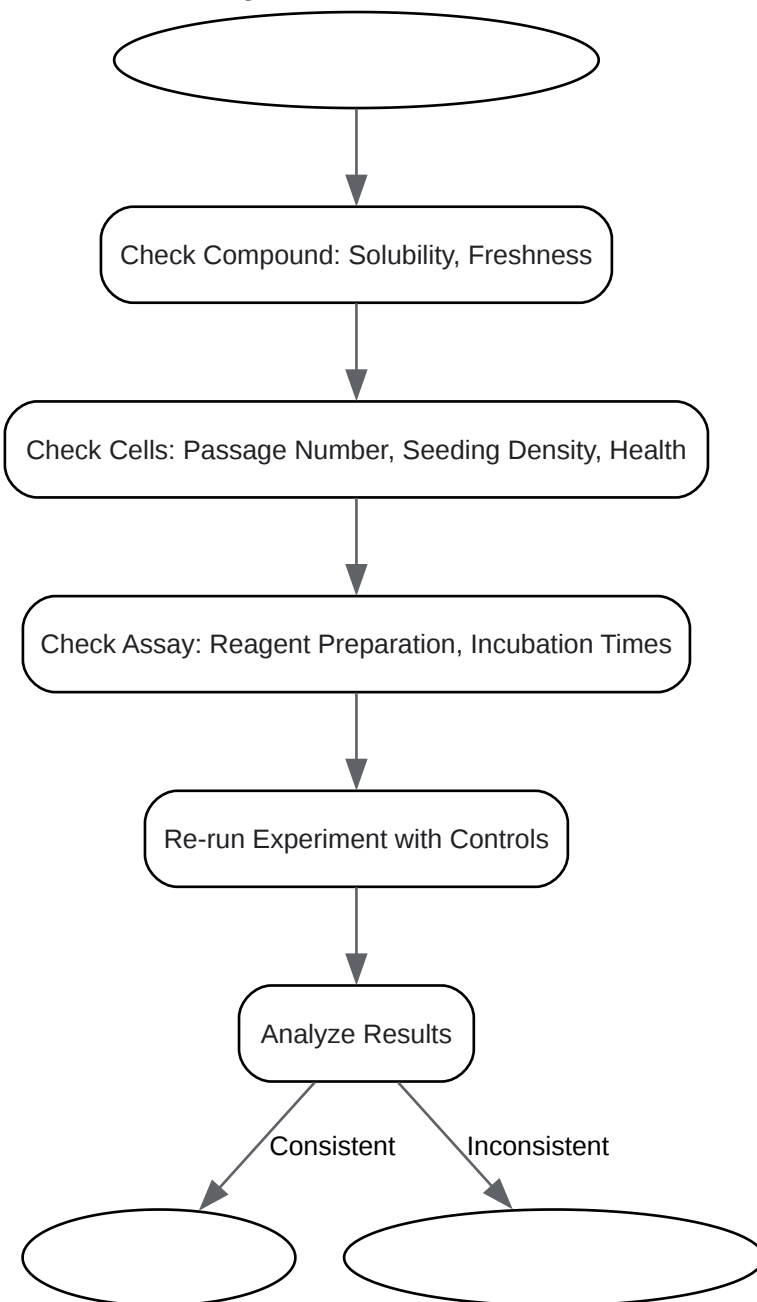 Check Compound: Solubility, Freshness
Check Cells: Passage Number, Seeding Density, Health
Check Assay: Reagent Preparation, Incubation Times
Re-run Experiment with Controls
Analyze Results
Consistent
Inconsistent